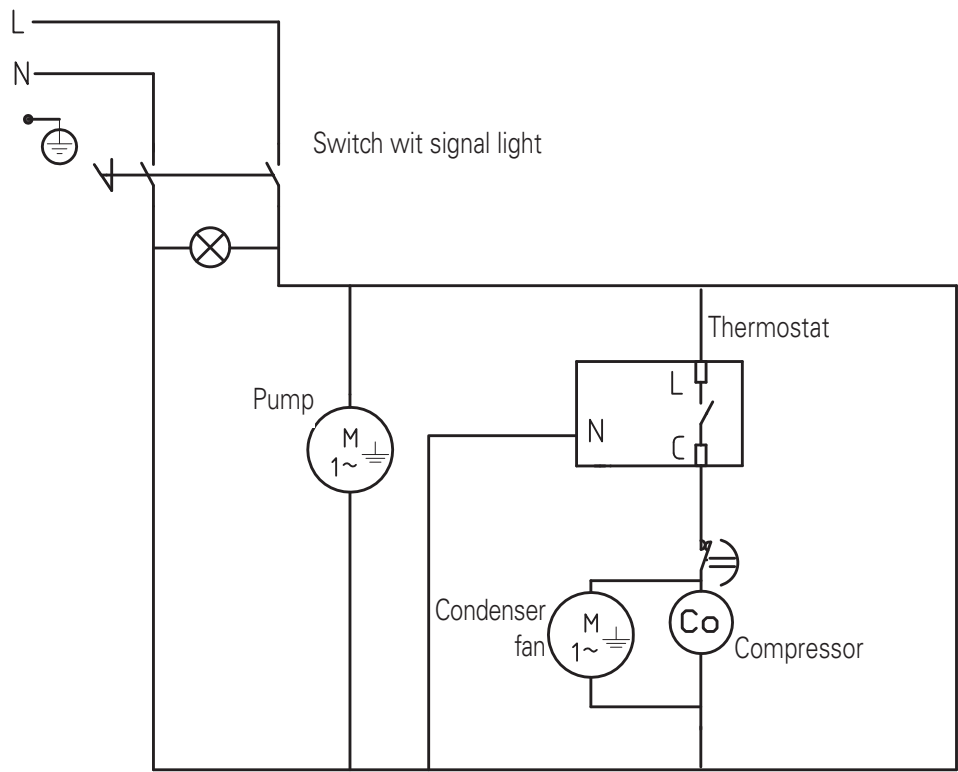 L
N
Switch wit signal light
Thermostat
L
Pump
N
M
1~
C
Condenser
fan
M
1~
Co
Compressor